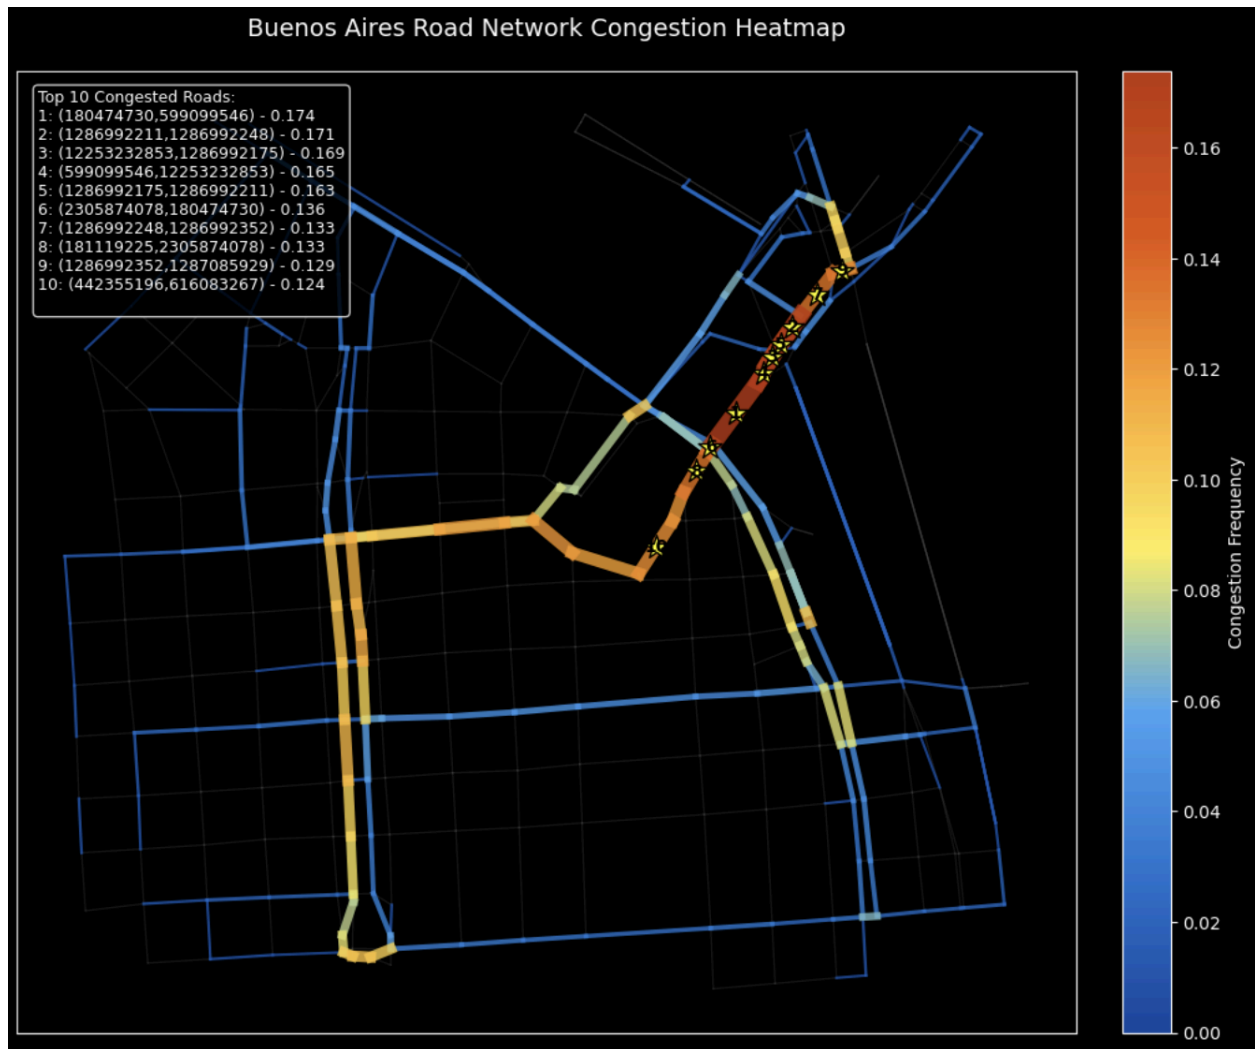 Buenos Aires Road Network Congestion Heatmap
Top 10 Congested Roads:
1: (180474730,599099546) - 0.174
2: (1286992211,1286992248) - 0.171
3: (12253232853,1286992175) - 0.169
4: (599099546,12253232853) - 0.165
5: (1286992175,1286992211) - 0.163
6: (2305874078,180474730) - 0.136
7: (1286992248,1286992352) - 0.133
8: (181119225,2305874078) - 0.133
9: (1286992352,1287085929) - 0.129
10: (442355196,616083267) - 0.124
0.16
0.14
0.12
0.10
0.08
0.06
0.04
0.02
0.00
Congestion Frequency